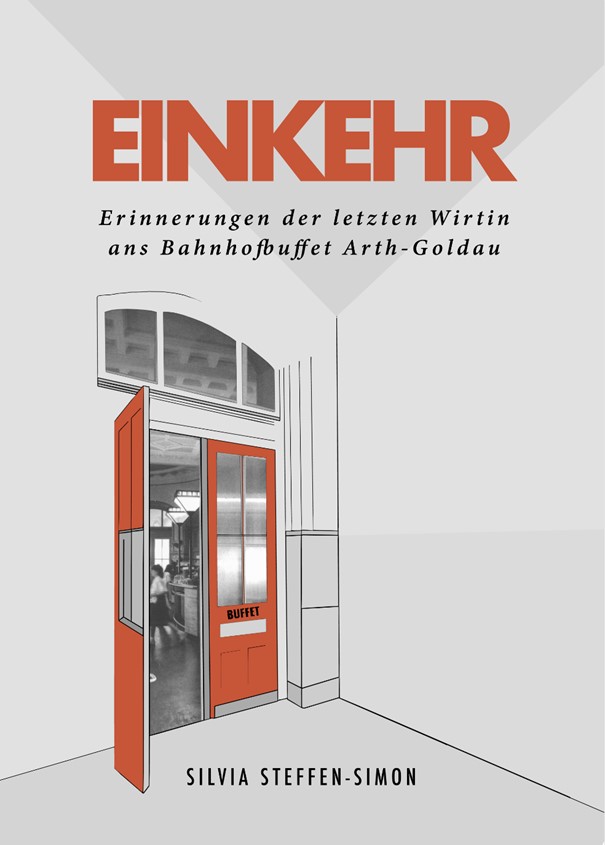 EINKEHR
Erinnerungen der letzten Wirtin
ans Bahnhofbuffet Arth-Goldau
BUFFET
SILVIA STEFFEN-SIMON